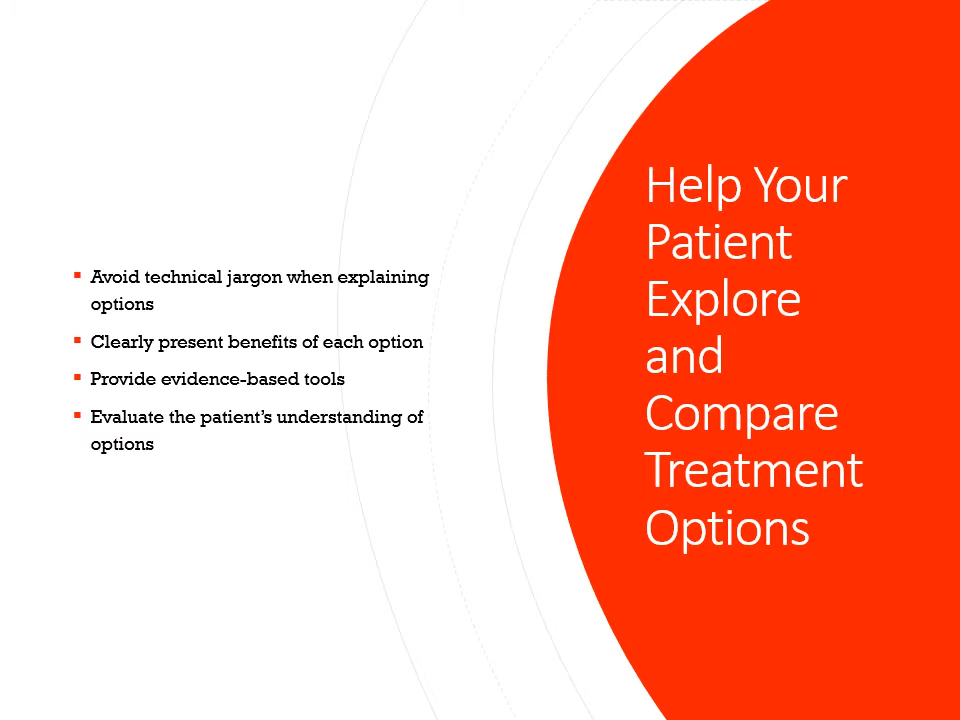 Help Your
Patient
Explore
and
Compare
Treatment
Options
▪ Avoid technical jargon when explaining
options
▪ Clearly present benefits of each option
▪ Provide evidence-based tools
▪ Evaluate the patient’s understanding of
options